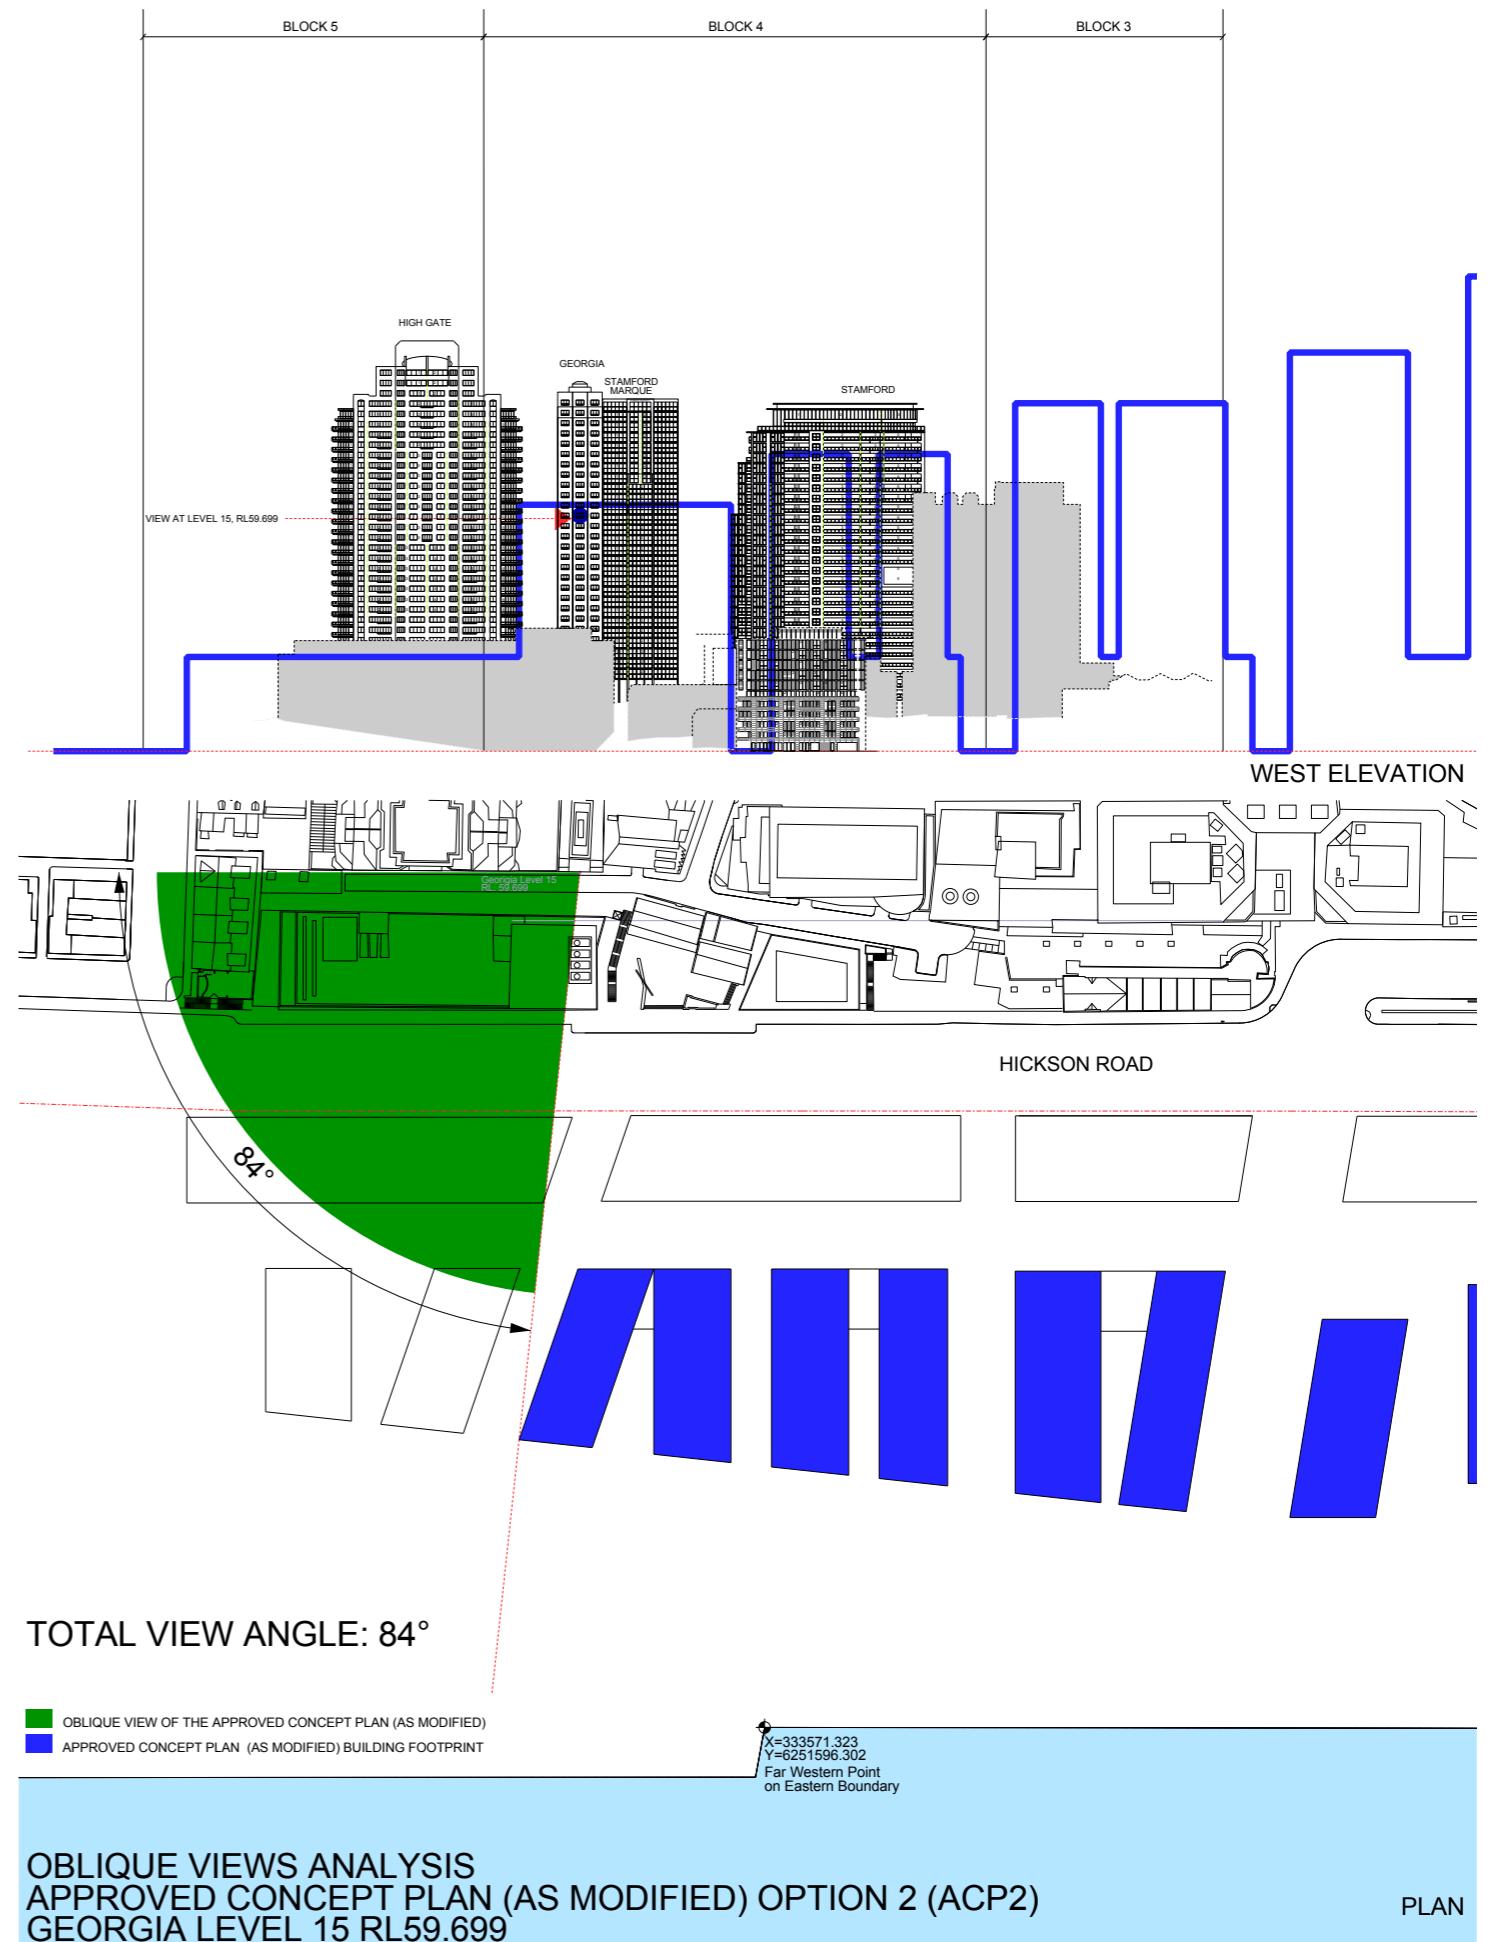 BLOCK 5
BLOCK 4
BLOCK 3
HIGH GATE
GEORGIA
STAMFORD
MARQUE
STAMFORD
VIEW AT LEVEL 15, RL59.699
WEST ELEVATION
Georgia Level 15
RL. 59.699
HICKSON ROAD
84°
TOTAL VIEW ANGLE: 84°
OBLIQUE VIEW OF THE APPROVED CONCEPT PLAN (AS MODIFIED)
APPROVED CONCEPT PLAN (AS MODIFIED) BUILDING FOOTPRINT
X=333571.323
Y=6251596.302
Far Western Point
on Eastern Boundary
OBLIQUE VIEWS ANALYSIS
APPROVED CONCEPT PLAN (AS MODIFIED) OPTION 2 (ACP2)
GEORGIA LEVEL 15 RL59.699
PLAN